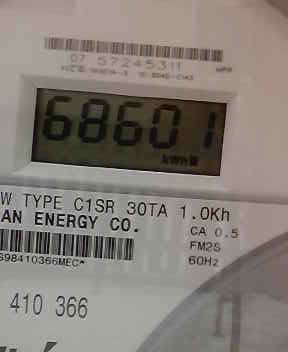 07 57245311
68601
kWh
W TYPE C1SR 30TA 1.0Kh
AN ENERGY CO.
CA 0.5
FM2S
60Hz
S98410366MEC*
410 366